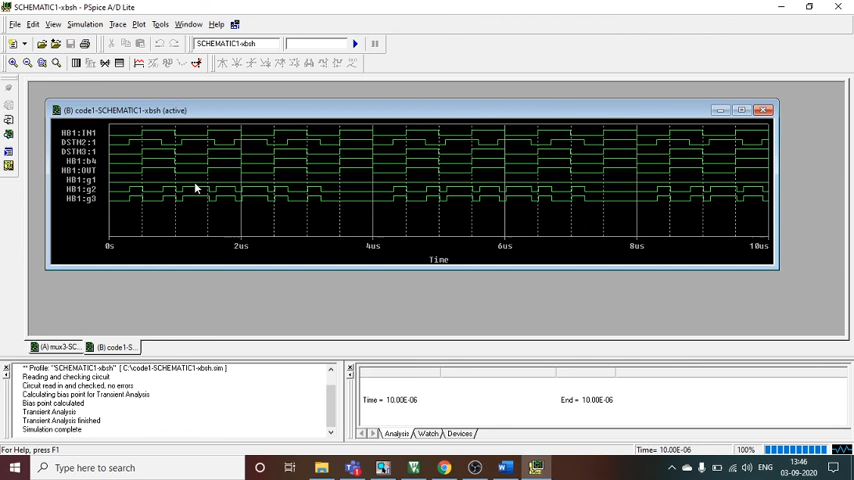 SCHEMATIC1-xbsh - PSpice A/D Lite
File Edit View Simulation Trace Plot Tools Window Help
SCHEMATIC1-xbsh
(B) code1-SCHEMATIC1-xbsh (active)
HB1:IN1
DSTM2:1
DSTM3:1
HB1:b4
HB1:OUT
HB1:g1
HB1:g2
HB1:g3
0s 2us 4us 6us 8us 10us
Time
(A) mux3-SC... (B) code1-S...
** Profile: "SCHEMATIC1-xbsh" [ C:\code1-SCHEMATIC1-xbsh.sim ]
Reading and checking circuit
Circuit read in and checked, no errors
Calculating bias point for Transient Analysis
Bias point calculated
Transient Analysis
Transient Analysis finished
Simulation complete
Time = 10.00E-06 End = 10.00E-06
Analysis Watch Devices
For Help, press F1 Time= 10.00E-06 100%
Type here to search
ENG
13:46
03-09-2020